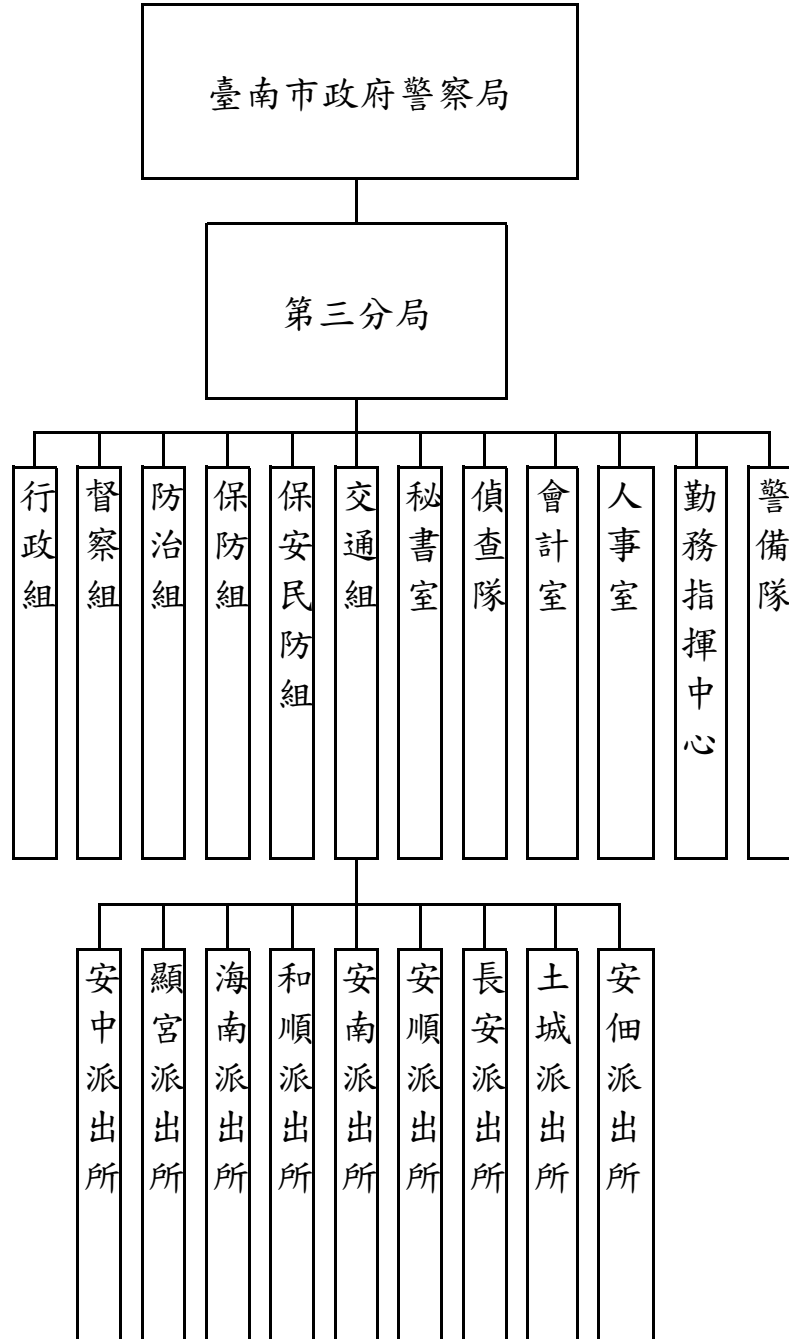 臺南市政府警察局
第三分局
行政組
督察組
防治組
保防組
保安民防組
交通組
秘書室
偵查隊
會計室
人事室
勤務指揮中心
警備隊
安中派出所
顯宮派出所
海南派出所
和順派出所
安南派出所
安順派出所
長安派出所
土城派出所
安佃派出所